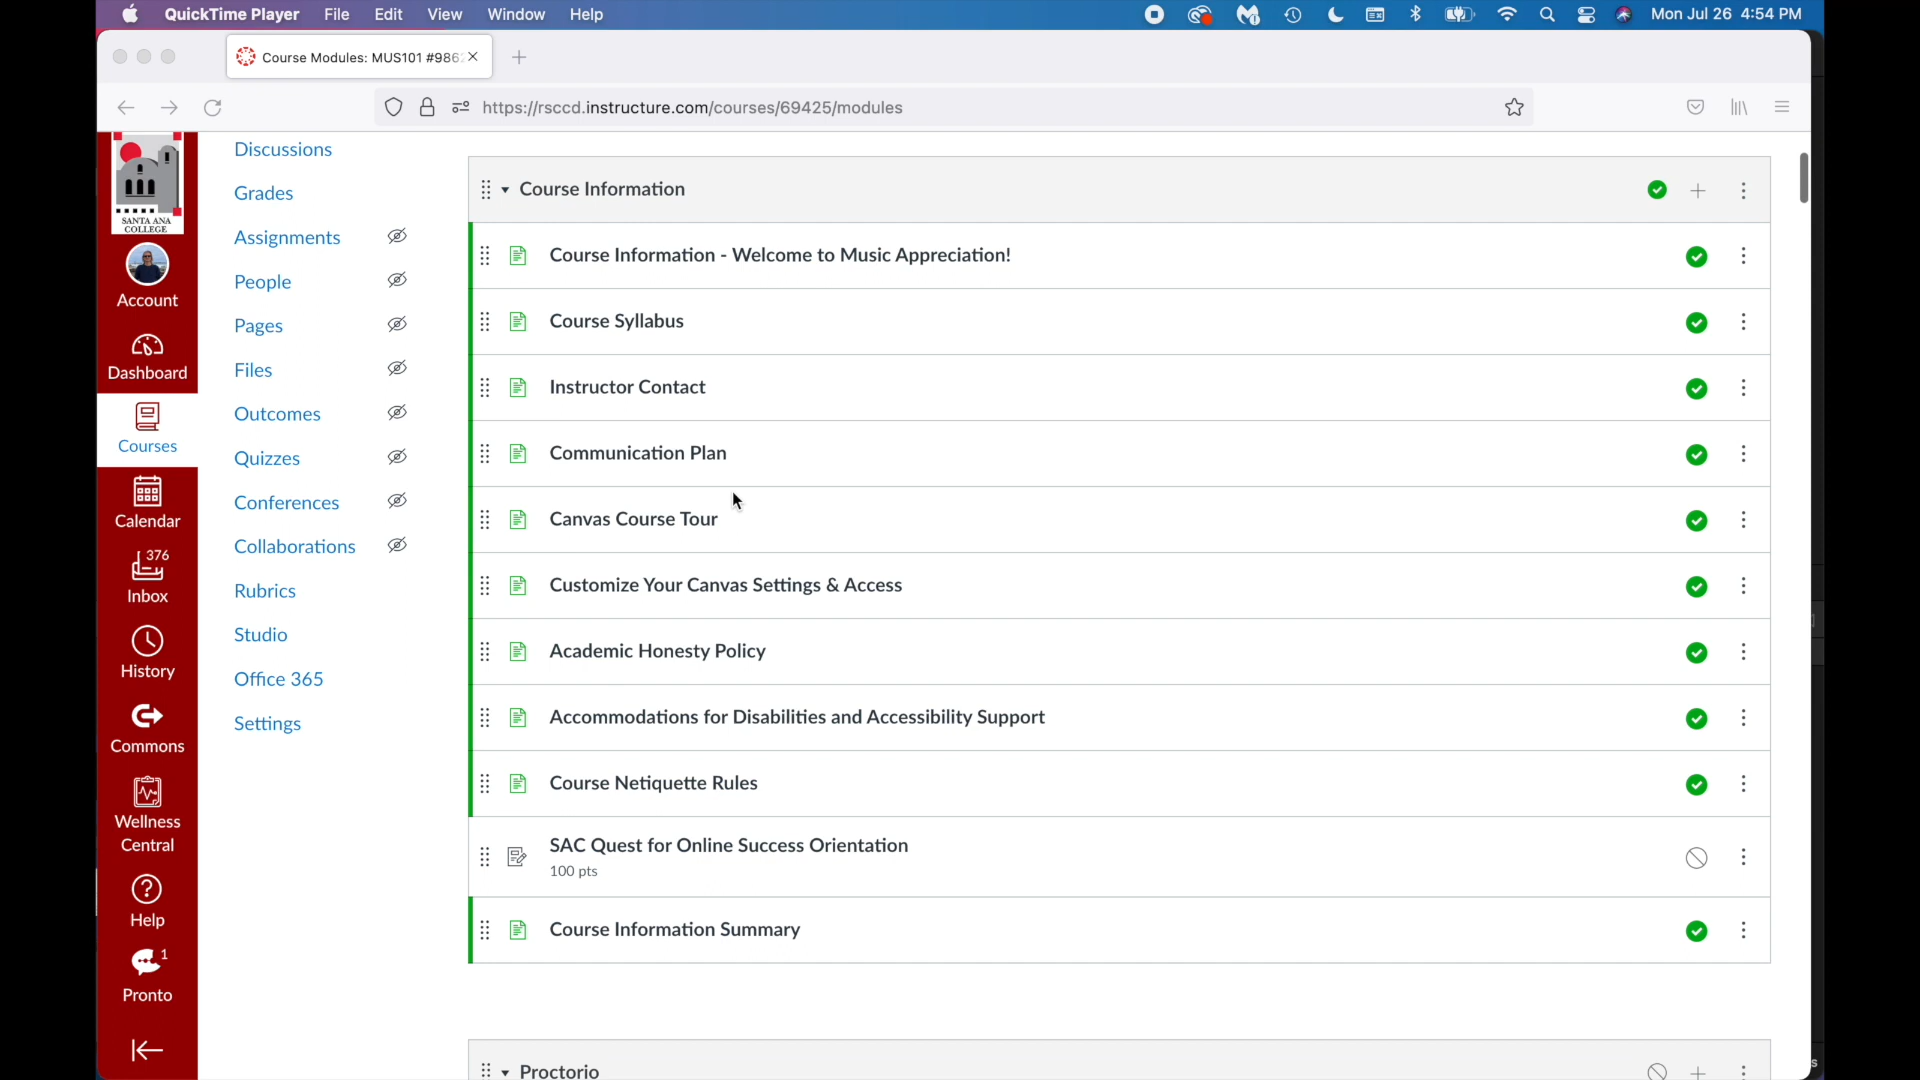 QuickTime Player File Edit View Window Help
Mon Jul 26 4:54 PM
Course Modules: MUS101 #986
https://rsccd.instructure.com/courses/69425/modules
SANTA ANA
COLLEGE
Account
Dashboard
Courses
Calendar
376
Inbox
History
Commons
Wellness
Central
Help
1
Pronto
Discussions
Grades
Assignments
People
Pages
Files
Outcomes
Quizzes
Conferences
Collaborations
Rubrics
Studio
Office 365
Settings
Course Information
Course Information - Welcome to Music Appreciation!
Course Syllabus
Instructor Contact
Communication Plan
Canvas Course Tour
Customize Your Canvas Settings & Access
Academic Honesty Policy
Accommodations for Disabilities and Accessibility Support
Course Netiquette Rules
SAC Quest for Online Success Orientation
100 pts
Course Information Summary
Proctorio